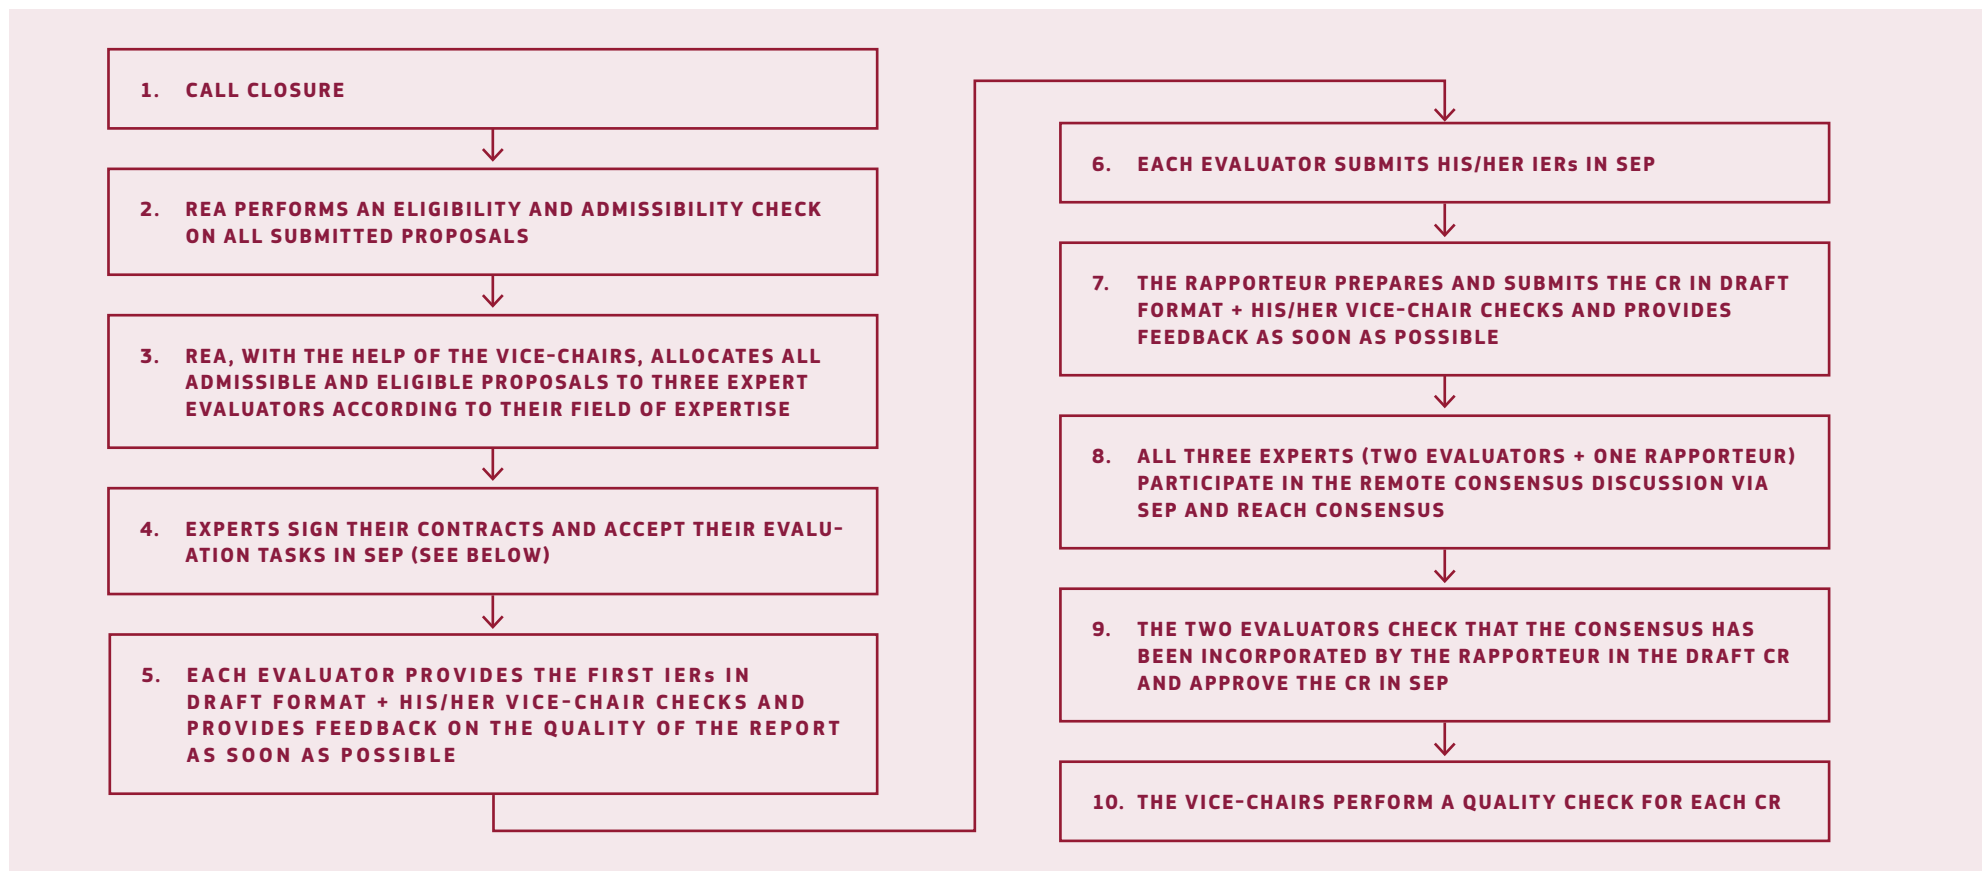 1. CALL CLOSURE
2. REA PERFORMS AN ELIGIBILITY AND ADMISSIBILITY CHECK
ON ALL SUBMITTED PROPOSALS
3. REA, WITH THE HELP OF THE VICE-CHAIRS, ALLOCATES ALL
ADMISSIBLE AND ELIGIBLE PROPOSALS TO THREE EXPERT
EVALUATORS ACCORDING TO THEIR FIELD OF EXPERTISE
4. EXPERTS SIGN THEIR CONTRACTS AND ACCEPT THEIR EVALU-
ATION TASKS IN SEP (SEE BELOW)
5. EACH EVALUATOR PROVIDES THE FIRST IERs IN
DRAFT FORMAT + HIS/HER VICE-CHAIR CHECKS AND
PROVIDES FEEDBACK ON THE QUALITY OF THE REPORT
AS SOON AS POSSIBLE
6. EACH EVALUATOR SUBMITS HIS/HER IERs IN SEP
7. THE RAPPORTEUR PREPARES AND SUBMITS THE CR IN DRAFT
FORMAT + HIS/HER VICE-CHAIR CHECKS AND PROVIDES
FEEDBACK AS SOON AS POSSIBLE
8. ALL THREE EXPERTS (TWO EVALUATORS + ONE RAPPORTEUR)
PARTICIPATE IN THE REMOTE CONSENSUS DISCUSSION VIA
SEP AND REACH CONSENSUS
9. THE TWO EVALUATORS CHECK THAT THE CONSENSUS HAS
BEEN INCORPORATED BY THE RAPPORTEUR IN THE DRAFT CR
AND APPROVE THE CR IN SEP
10. THE VICE-CHAIRS PERFORM A QUALITY CHECK FOR EACH CR